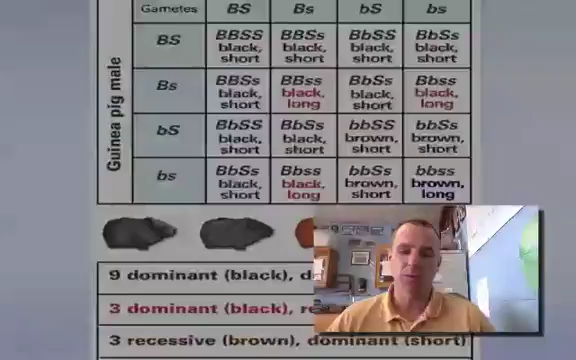 Gametes BS Bs bS bs
Guinea pig male
BS BBSS BBSs BbSS BbSs
black, black, black, black,
short short short short
Bs BBSs BBss BbSs Bbss
black, black, black, black,
short long short long
bS BbSS BbSs bbSS bbSs
black, black, brown, brown,
short short short short
bs BbSs Bbss bbSs bbss
black, black, brown, brown,
short long short long
9 dominant (black),
3 dominant (black),
3 recessive (brown), dominant (short)